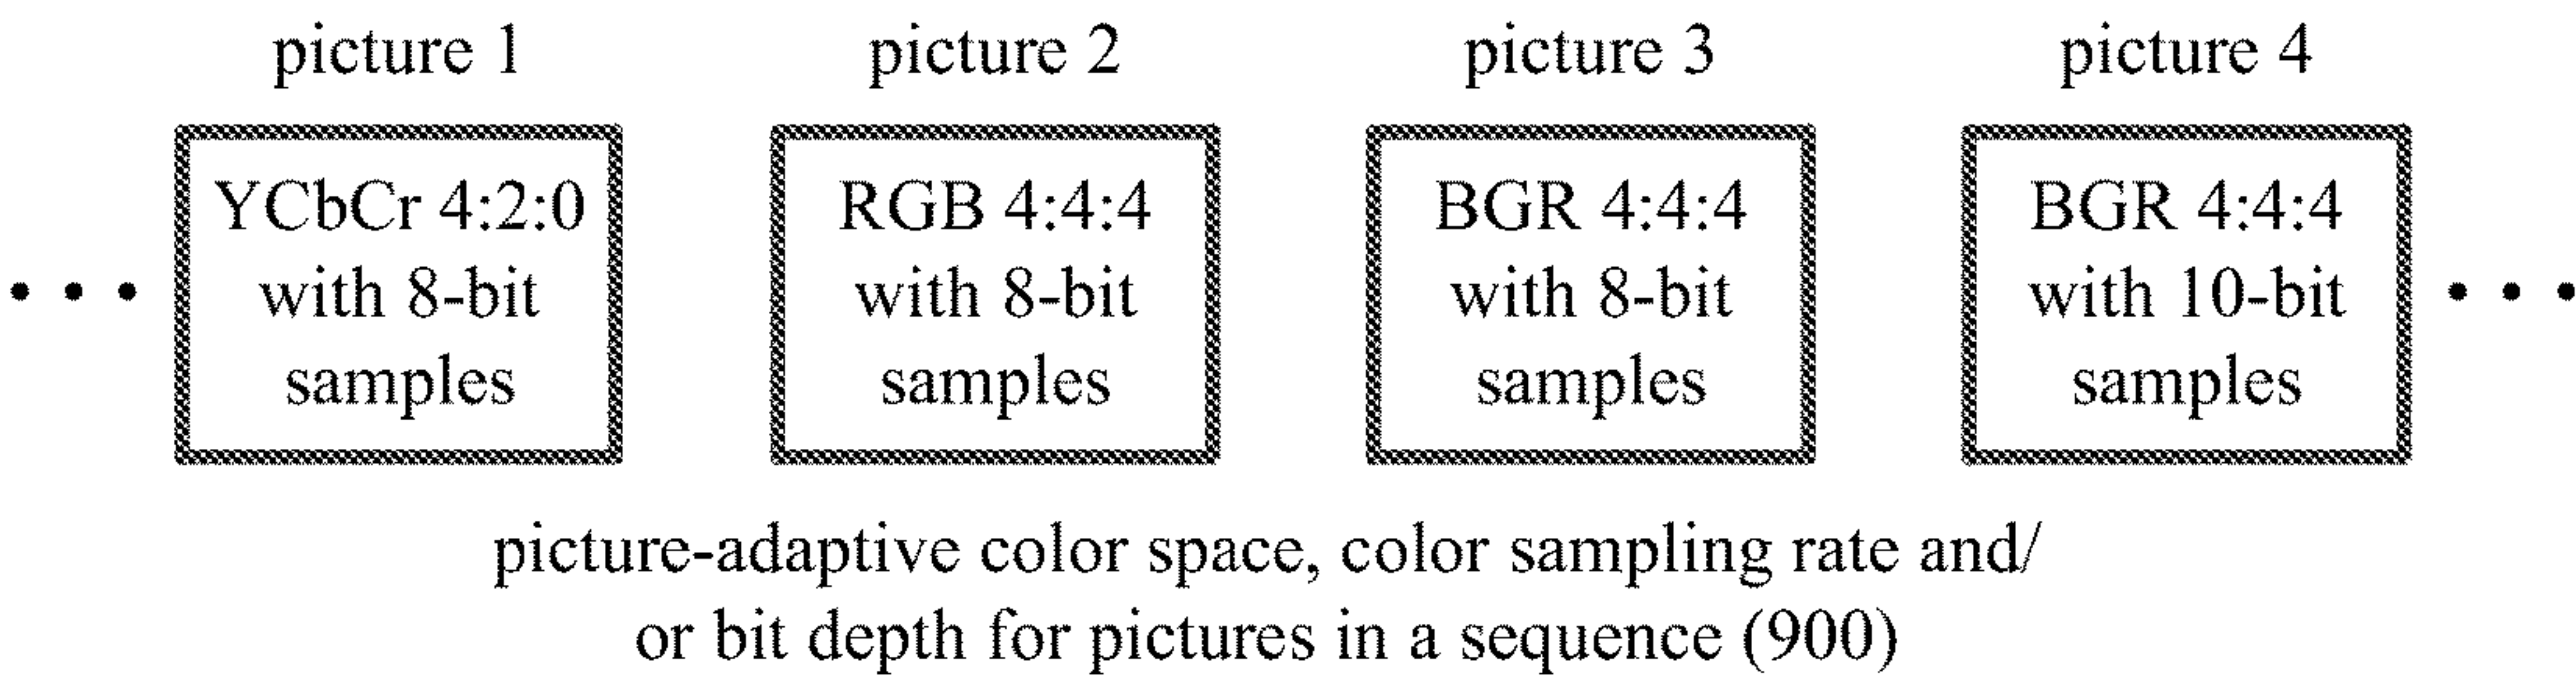 picture 1
picture 2
picture 3
picture 4
YCbCr 4:2:0
with 8-bit
samples
RGB 4:4:4
with 8-bit
samples
BGR 4:4:4
with 8-bit
samples
BGR 4:4:4
with 10-bit
samples
picture-adaptive color space, color sampling rate and/
or bit depth for pictures in a sequence (900)